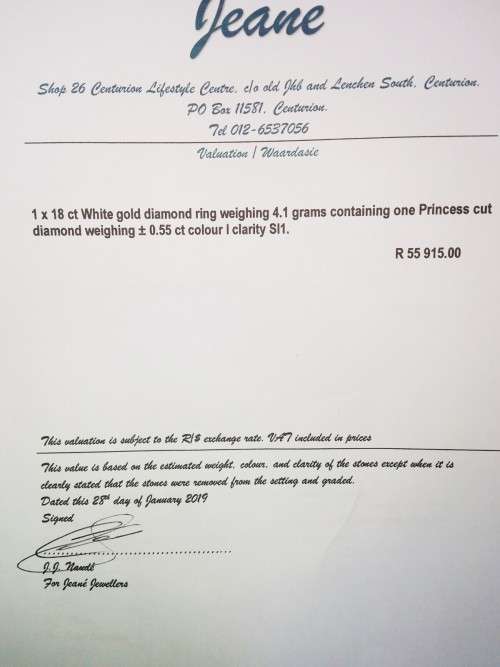 Jeane
Shop 26 Centurion Lifestyle Centre, c/o old Jhb and Lenchen South, Centurion.
PO Box 11581, Centurion.
Tel 012-6537056
Valuation | Waardasie
1 x 18 ct White gold diamond ring weighing 4.1 grams containing one Princess cut
diamond weighing ± 0.55 ct colour I clarity SI1.
R 55 915.00
This valuation is subject to the R/$ exchange rate. VAT included in prices
This value is based on the estimated weight, colour, and clarity of the stones except when it is
clearly stated that the stones were removed from the setting and graded.
Dated this 28th day of January 2019
Signed
J.J. Naudé
For Jeané Jewellers